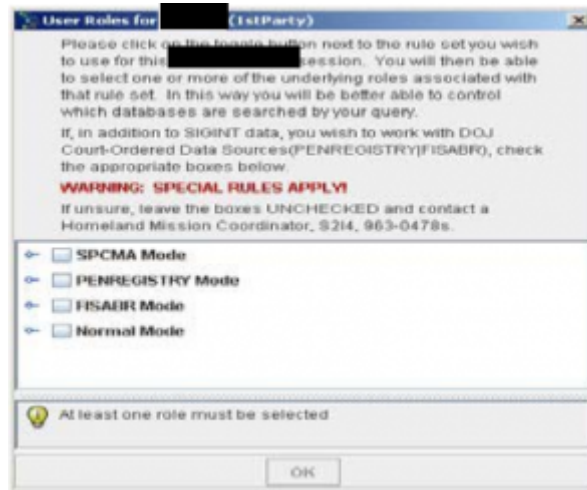 User Roles for (1stParty)
Please click on the toggle button next to the rule set you wish
to use for this session. You will then be able
to select one or more of the underlying roles associated with
that rule set. In this way you will be better able to control
which databases are searched by your query.
If, in addition to SIGINT data, you wish to work with DOJ
Court-Ordered Data Sources(PENREGISTRY|FISABR), check
the appropriate boxes below.
WARNING: SPECIAL RULES APPLY!
If unsure, leave the boxes UNCHECKED and contact a
Homeland Mission Coordinator, S2I4, 963-0478s.
SPCMA Mode
PENREGISTRY Mode
FISABR Mode
Normal Mode
At least one role must be selected
OK